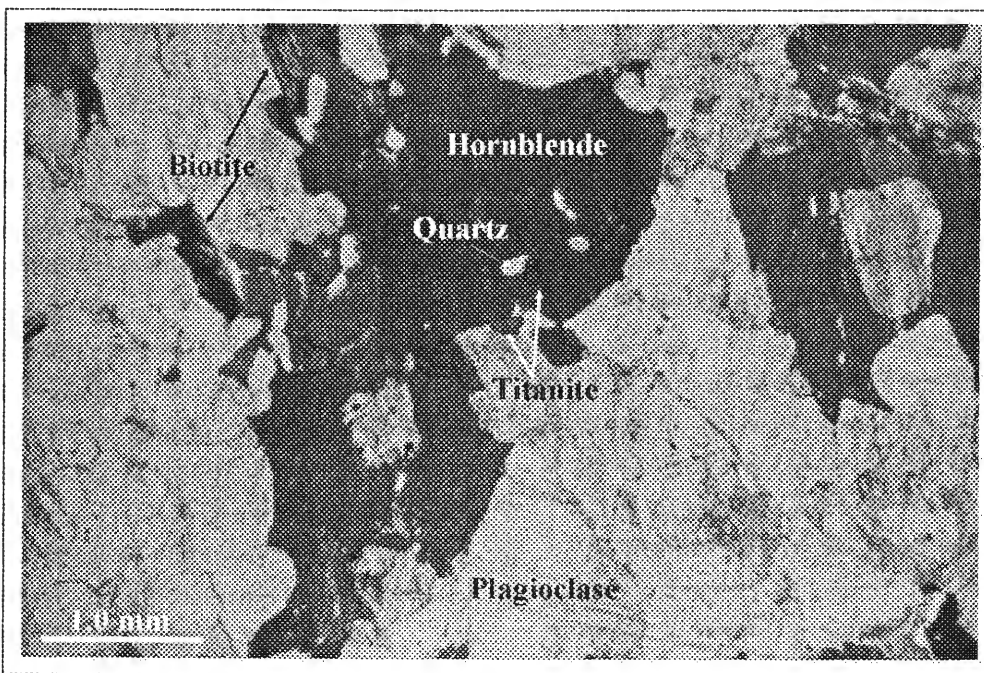 Hornblende
Biotite
Quartz
Titanite
Plagioclase
1.0 mm